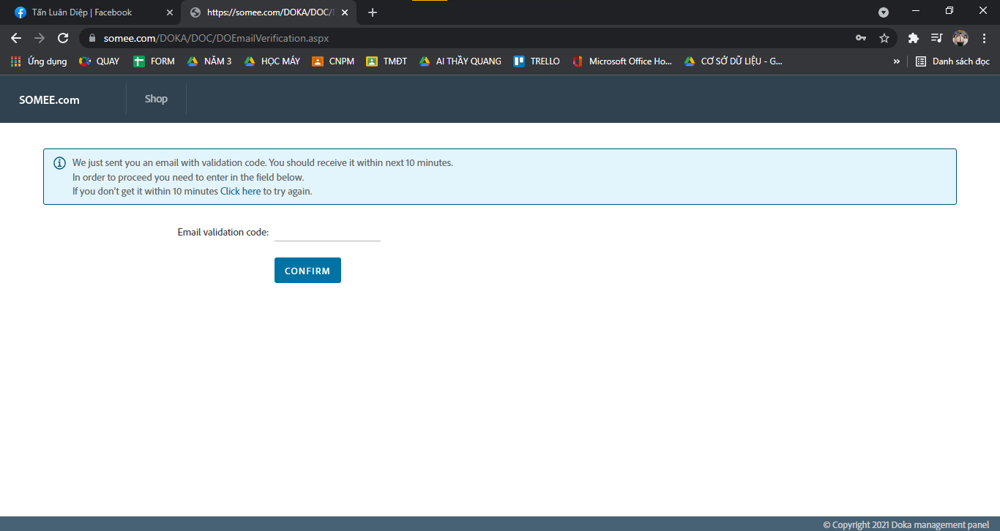 Tấn Luân Diệp | Facebook
https://somee.com/DOKA/DOC/
somee.com/DOKA/DOC/DOEmailVerification.aspx
Ứng dụng QUAY FORM NĂM 3 HỌC MÁY CNPM TMĐT AI THẦY QUANG TRELLO Microsoft Office Ho... CƠ SỞ DỮ LIỆU - G... » Danh sách đọc
SOMEE.com Shop
We just sent you an email with validation code. You should receive it within next 10 minutes.
In order to proceed you need to enter in the field below.
If you don't get it within 10 minutes Click here to try again.
Email validation code:
CONFIRM
© Copyright 2021 Doka management panel